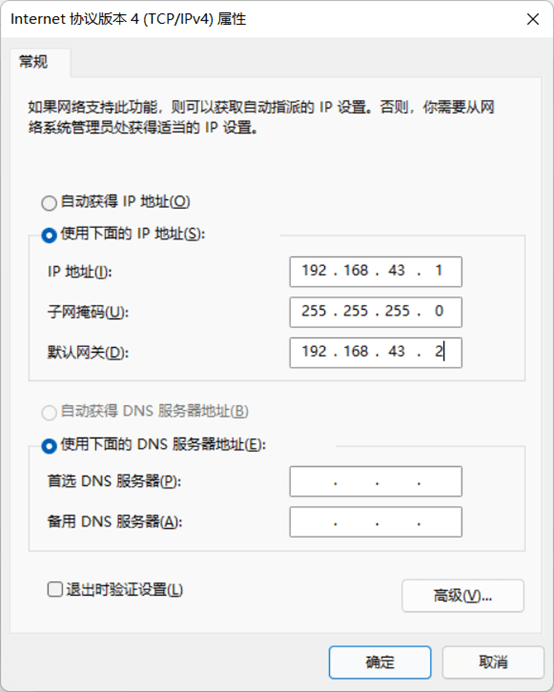 Internet 协议版本 4 (TCP/IPv4) 属性
常规
如果网络支持此功能，则可以获取自动指派的 IP 设置。否则，你需要从网
络系统管理员处获得适当的 IP 设置。
自动获得 IP 地址(O)
使用下面的 IP 地址(S):
IP 地址(I): 192 . 168 . 43 . 1
子网掩码(U): 255 . 255 . 255 . 0
默认网关(D): 192 . 168 . 43 . 2
自动获得 DNS 服务器地址(B)
使用下面的 DNS 服务器地址(E):
首选 DNS 服务器(P): . . .
备用 DNS 服务器(A): . . .
退出时验证设置(L)
高级(V)...
确定 取消